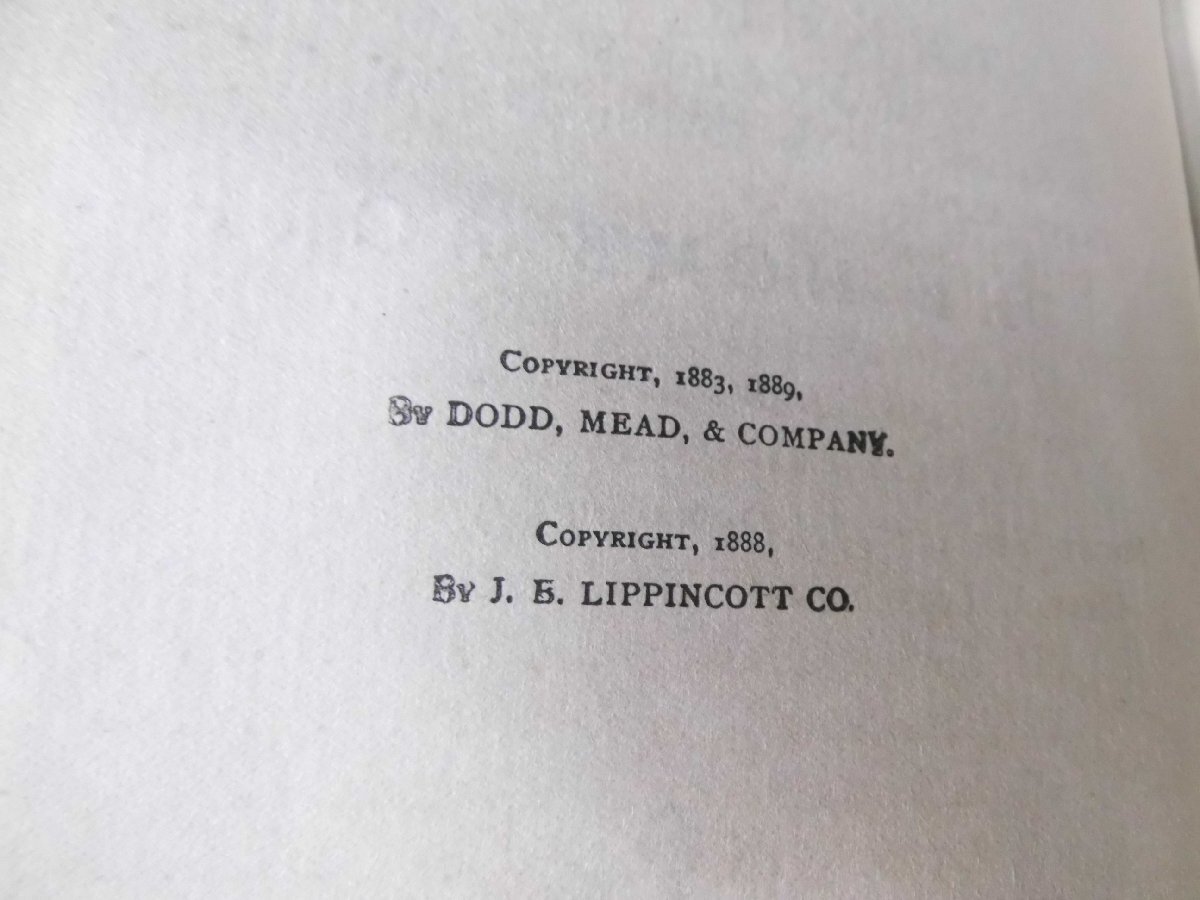 COPYRIGHT, 1883, 1889,
BY DODD, MEAD, & COMPANY.
COPYRIGHT, 1888,
BY J. B. LIPPINCOTT CO.